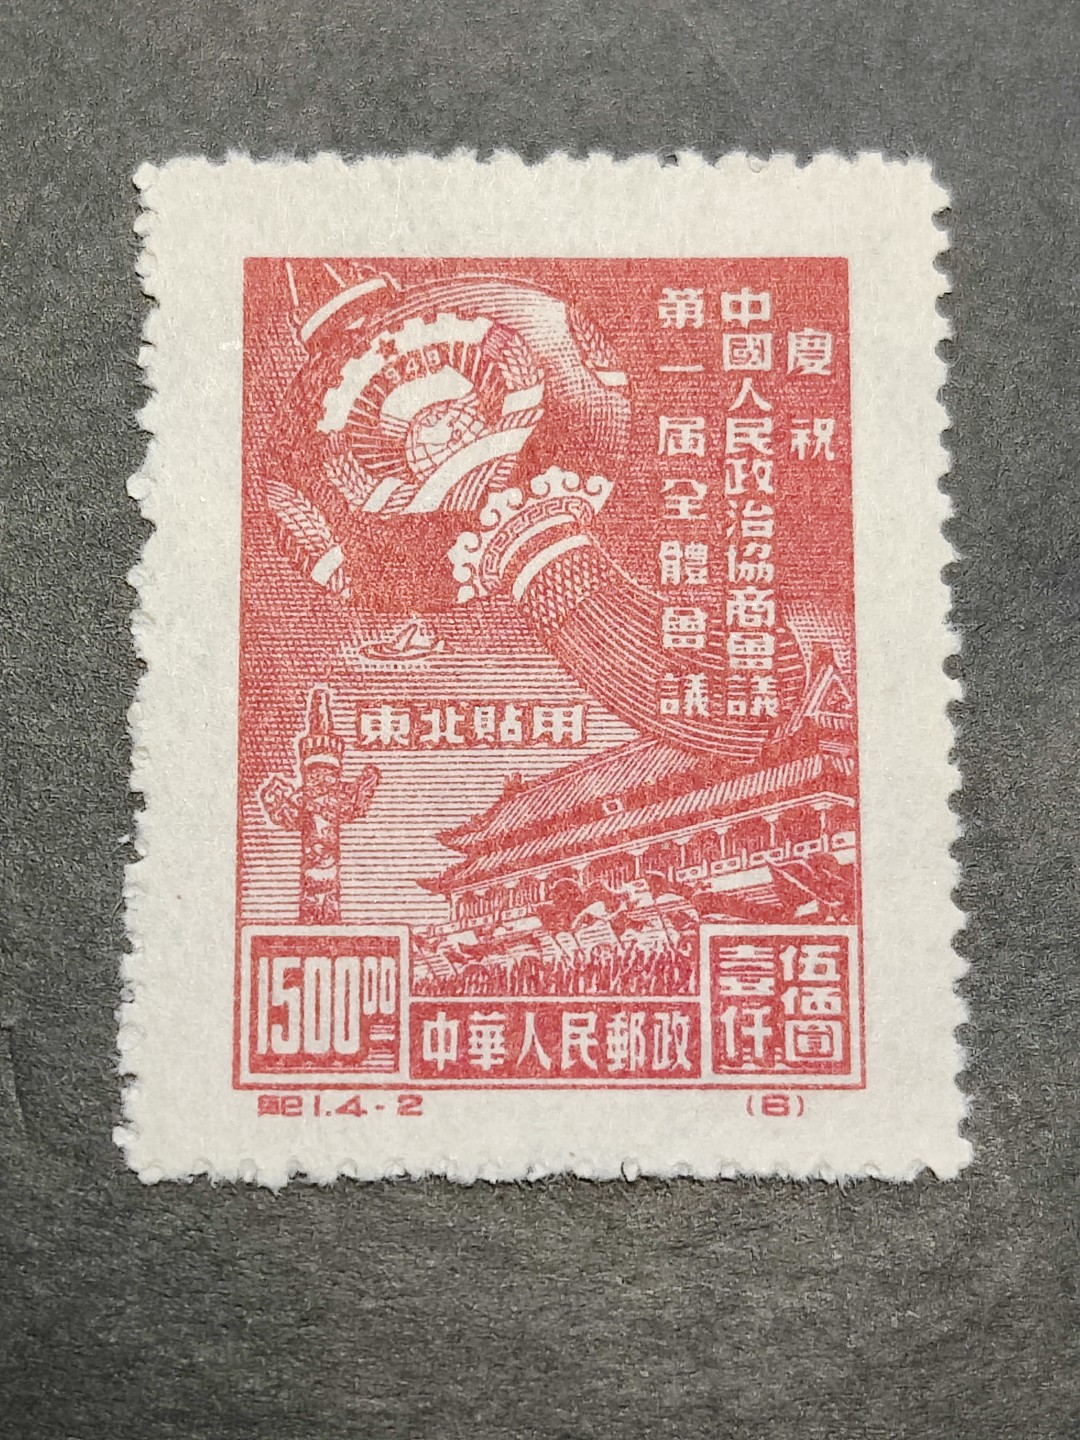 慶祝
中國人民政治協商會議
第一屆全體會議
1949
東北貼用
1500.00
中華人民郵政
伍佰圓
壹仟
紀1.4-2
(6)